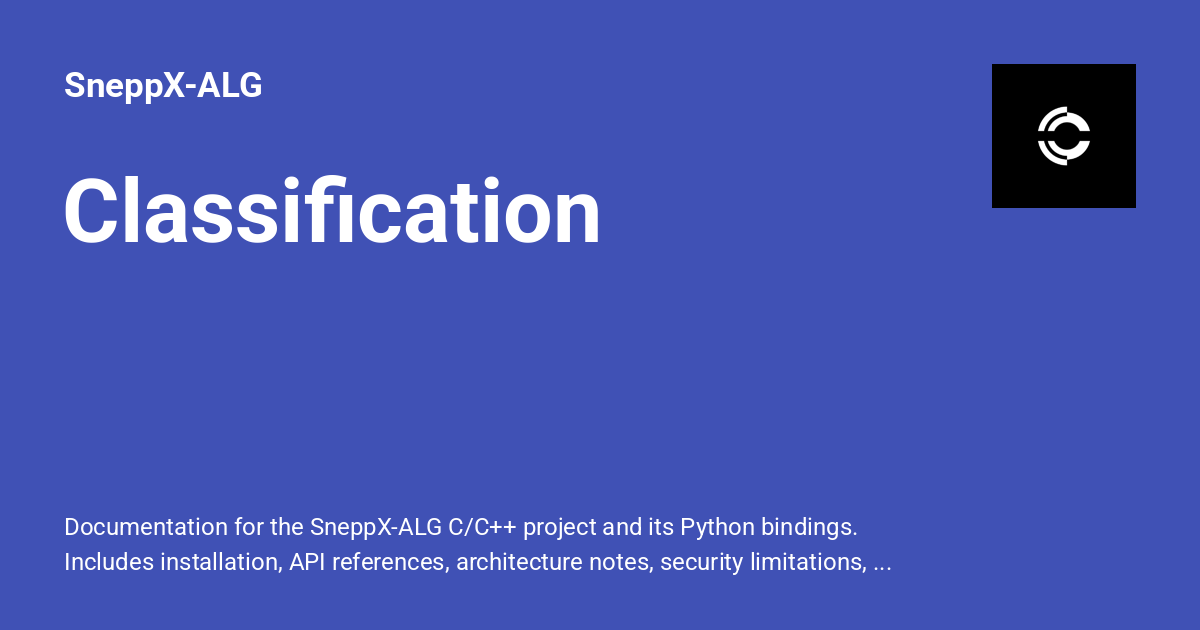 SneppX-ALG
Classification
Documentation for the SneppX-ALG C/C++ project and its Python bindings.
Includes installation, API references, architecture notes, security limitations, ...